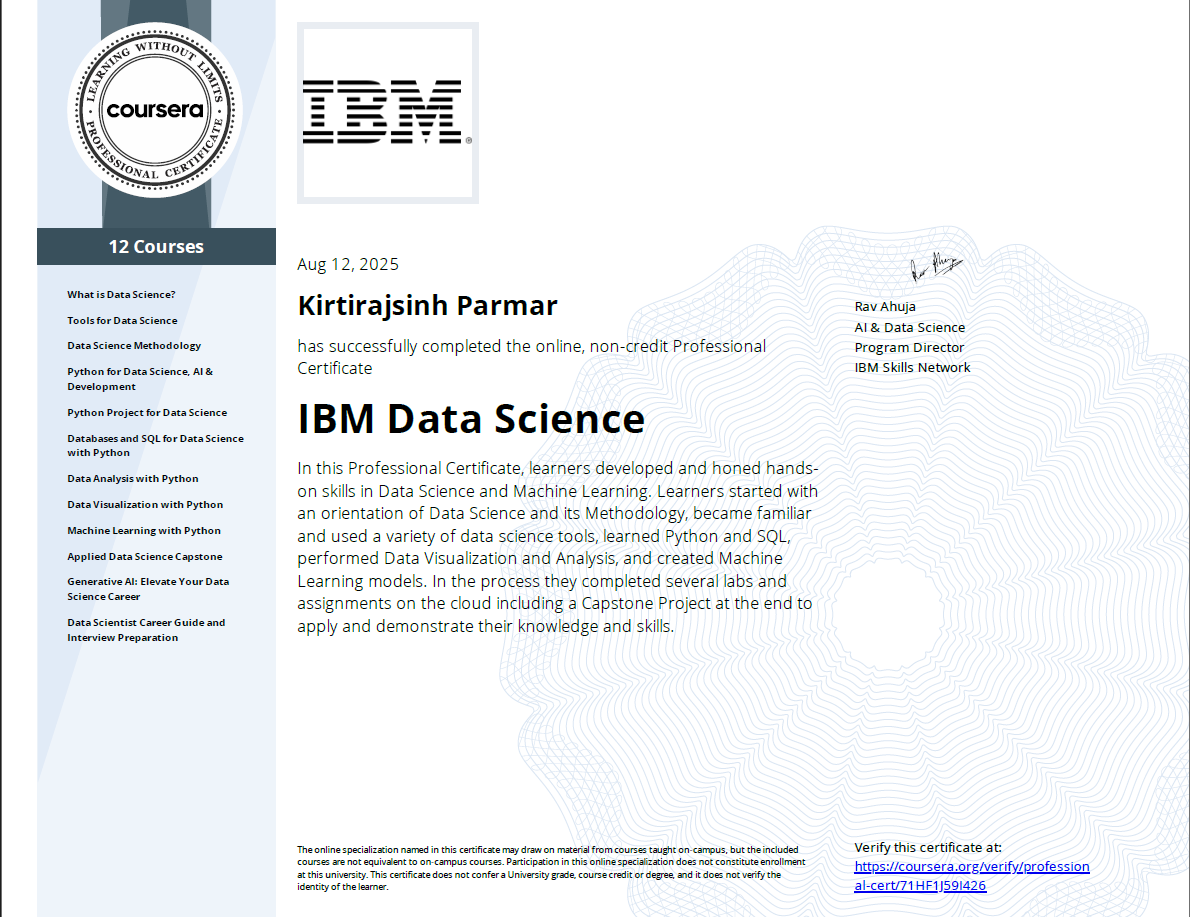 LEARNING WITHOUT LIMITS
coursera
PROFESSIONAL CERTIFICATE
12 Courses
What is Data Science?
Tools for Data Science
Data Science Methodology
Python for Data Science, AI &
Development
Python Project for Data Science
Databases and SQL for Data Science
with Python
Data Analysis with Python
Data Visualization with Python
Machine Learning with Python
Applied Data Science Capstone
Generative AI: Elevate Your Data
Science Career
Data Scientist Career Guide and
Interview Preparation
IBM®
Aug 12, 2025
Kirtirajsinh Parmar
has successfully completed the online, non-credit Professional
Certificate
IBM Data Science
In this Professional Certificate, learners developed and honed hands-
on skills in Data Science and Machine Learning. Learners started with
an orientation of Data Science and its Methodology, became familiar
and used a variety of data science tools, learned Python and SQL,
performed Data Visualization and Analysis, and created Machine
Learning models. In the process they completed several labs and
assignments on the cloud including a Capstone Project at the end to
apply and demonstrate their knowledge and skills.
Rav Ahuja
Rav Ahuja
AI & Data Science
Program Director
IBM Skills Network
The online specialization named in this certificate may draw on material from courses taught on-campus, but the included
courses are not equivalent to on-campus courses. Participation in this online specialization does not constitute enrollment
at this university. This certificate does not confer a University grade, course credit or degree, and it does not verify the
identity of the learner.
Verify this certificate at:
https://coursera.org/verify/profession
al-cert/71HF1J59I426